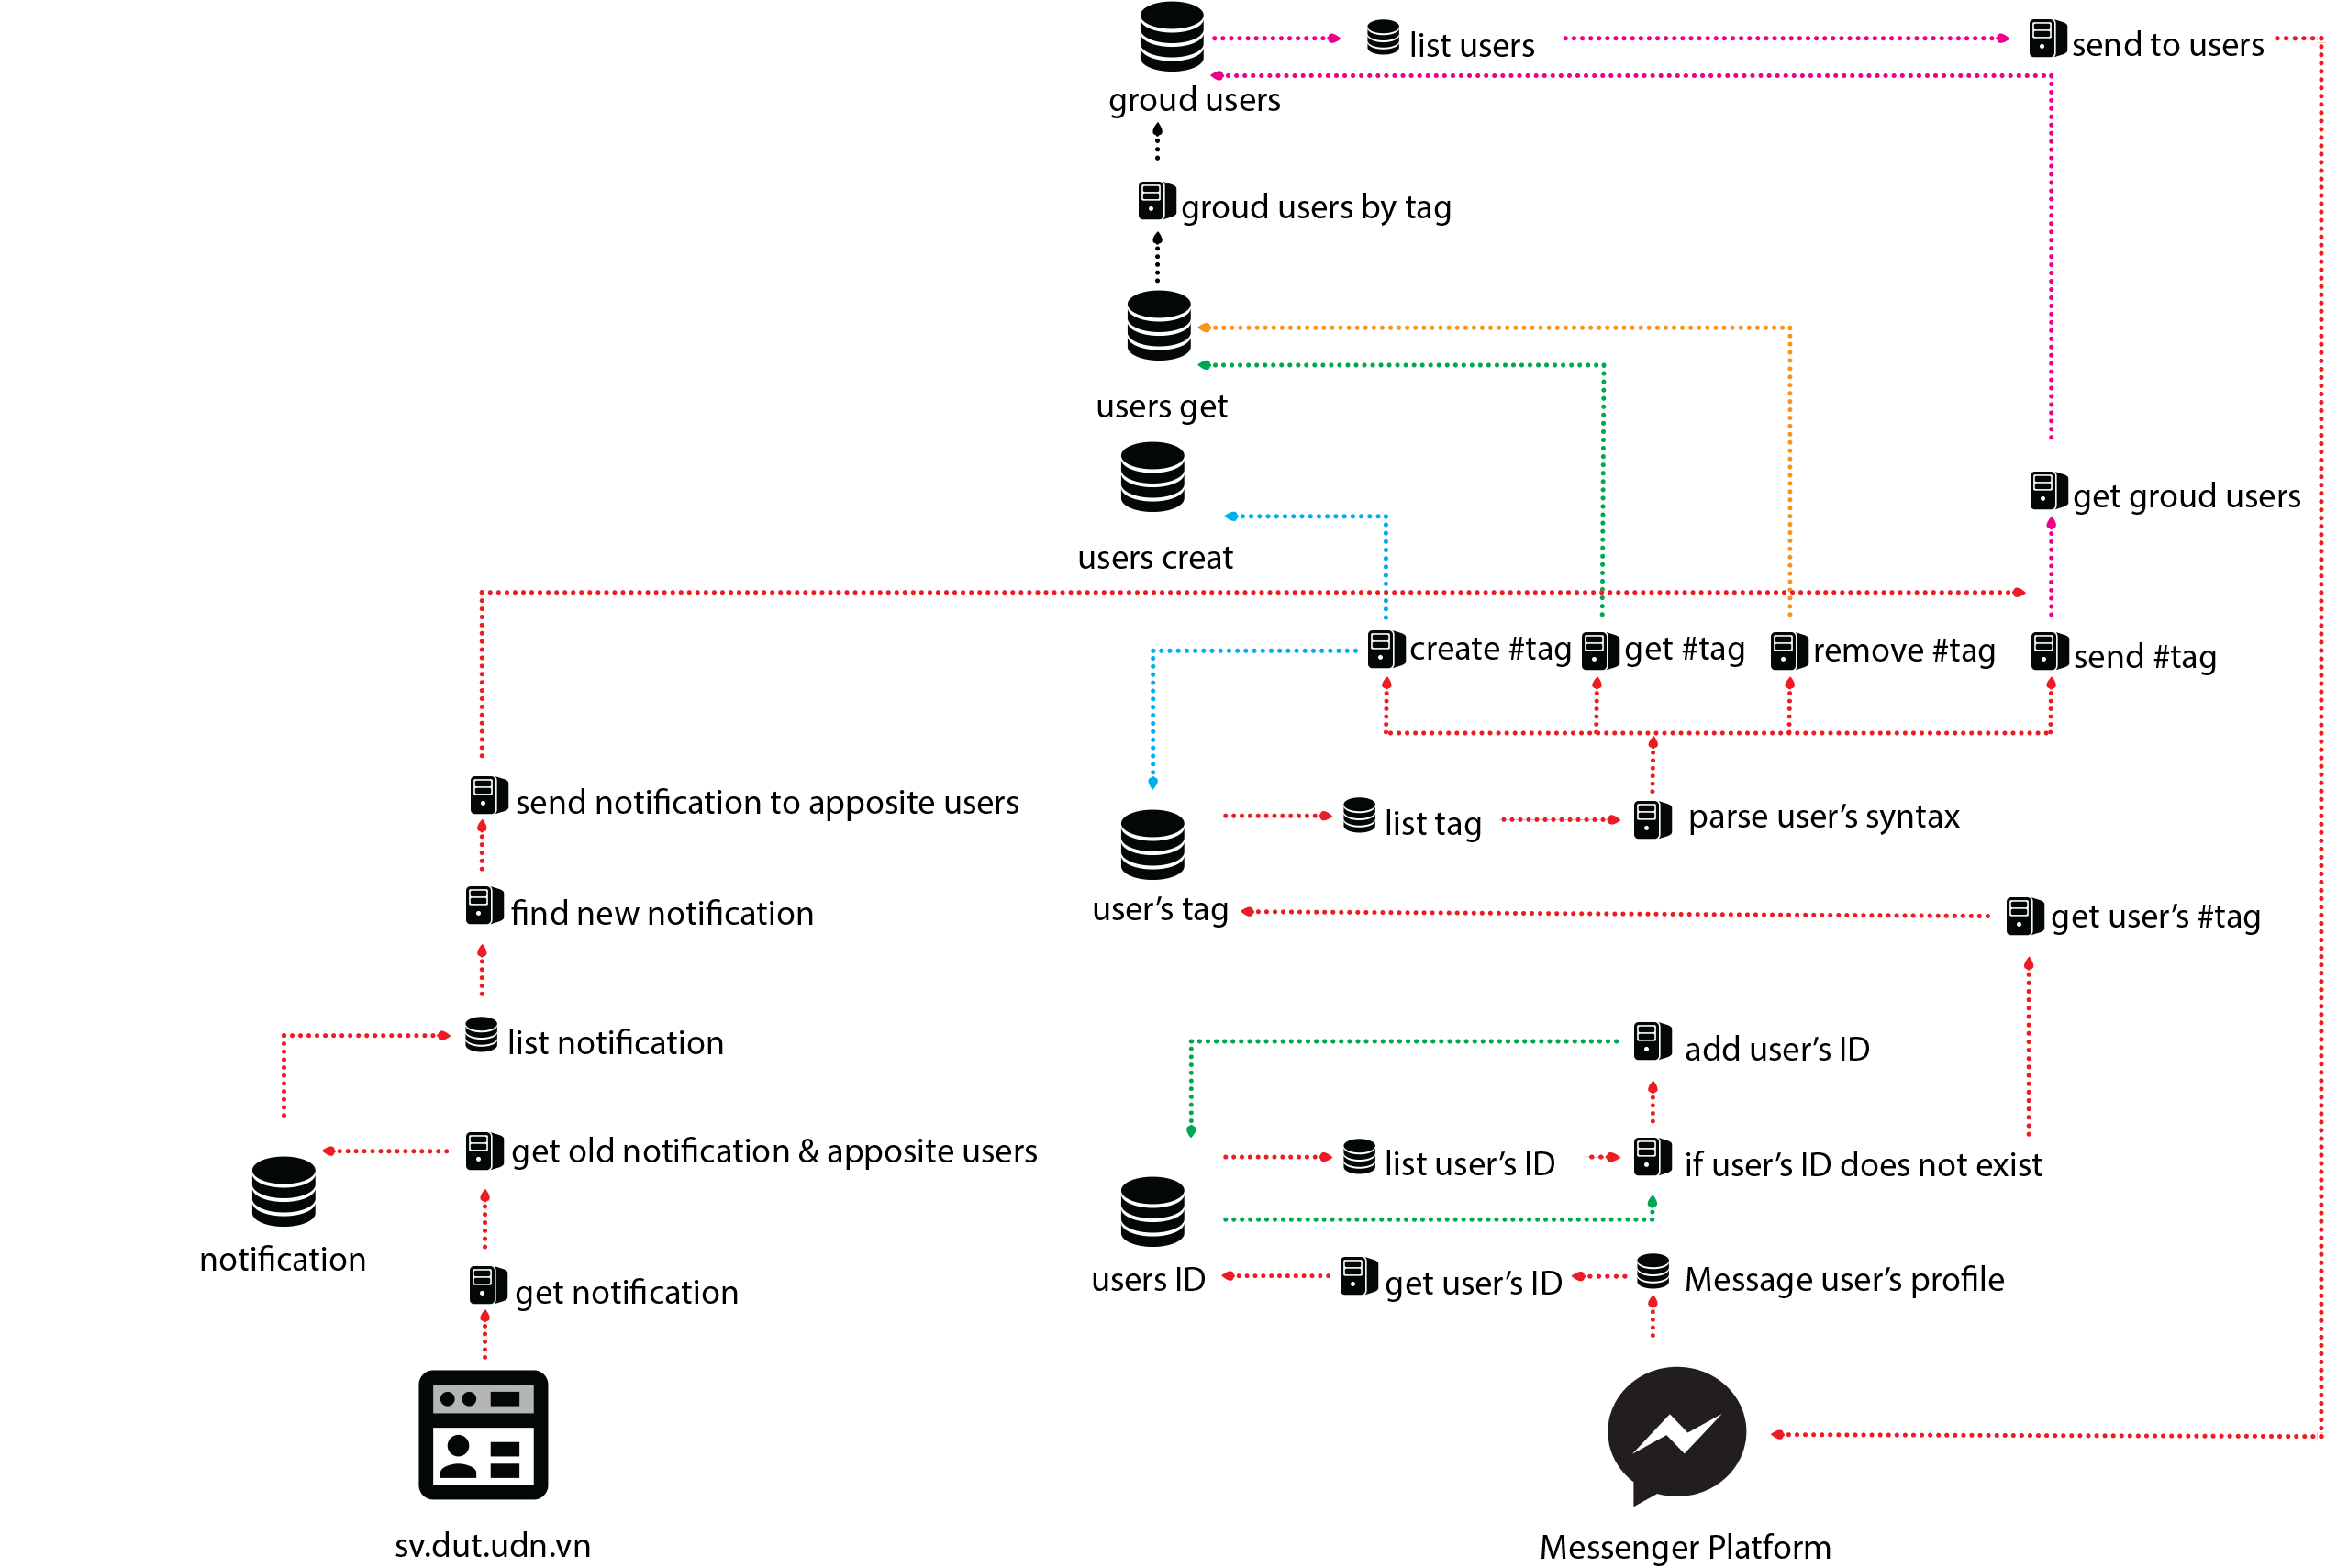 list users
send to users
groud users
groud users by tag
users get
get groud users
users creat
create #tag
get #tag
remove #tag
send #tag
send notification to apposite users
list tag
parse user's syntax
find new notification
user's tag
get user's #tag
list notification
add user's ID
get old notification & apposite users
list user's ID
if user's ID does not exist
notification
get notification
users ID
get user's ID
Message user's profile
sv.dut.udn.vn
Messenger Platform